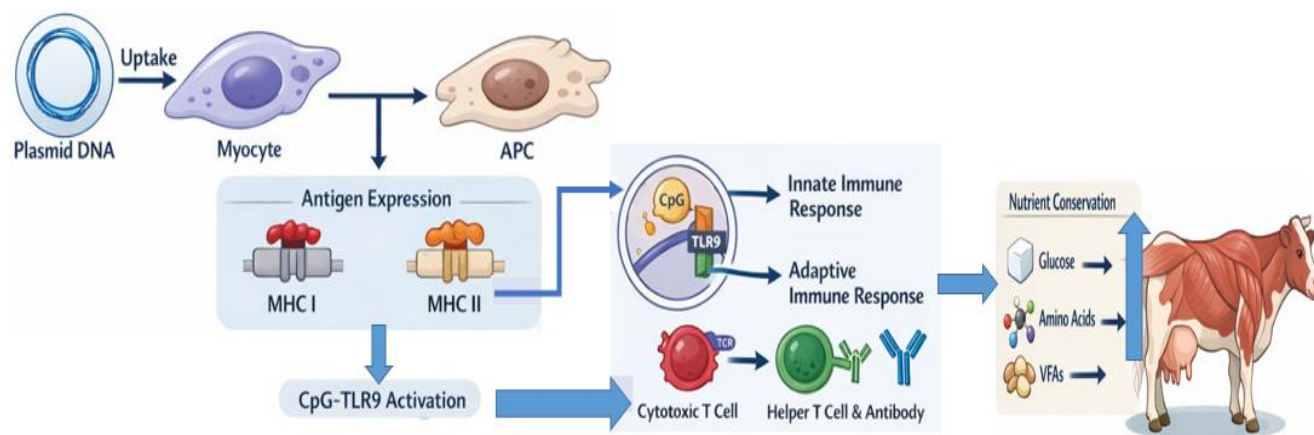 Uptake
Plasmid DNA
Myocyte
APC
Antigen Expression
MHC I
MHC II
CpG-TLR9 Activation
CpG
TLR9
Innate Immune
Response
Adaptive
Immune Response
TCR
Cytotoxic T Cell
Helper T Cell & Antibody
Nutrient Conservation
Glucose
Amino Acids
VFAs